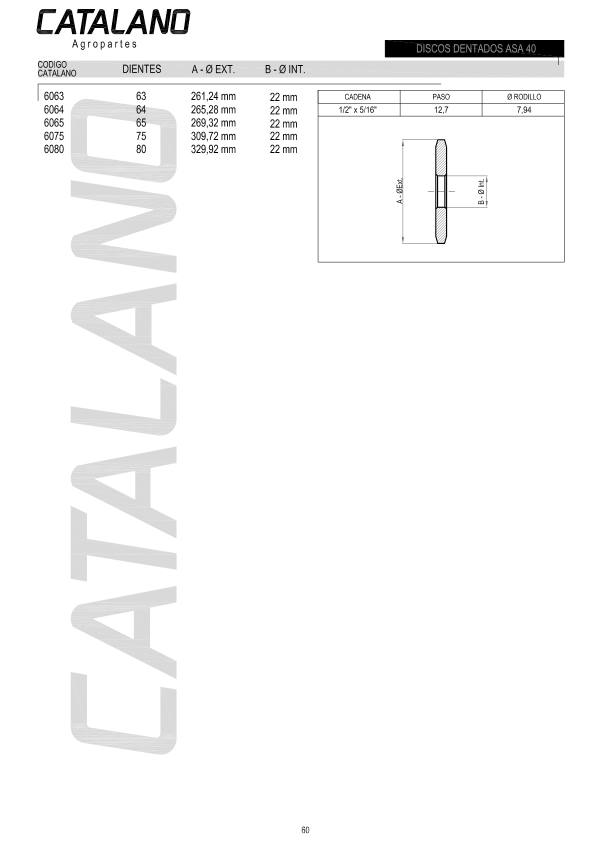 CATALANO
Agropartes
DISCOS DENTADOS ASA 40
CODIGO CATALANO DIENTES A - Ø EXT. B - Ø INT.
6063 63 261,24 mm 22 mm
6064 64 265,28 mm 22 mm
6065 65 269,32 mm 22 mm
6075 75 309,72 mm 22 mm
6080 80 329,92 mm 22 mm
CADENA PASO Ø RODILLO
1/2" x 5/16" 12,7 7,94
A - ØExt.
B - Ø Int.
CATALANO
60